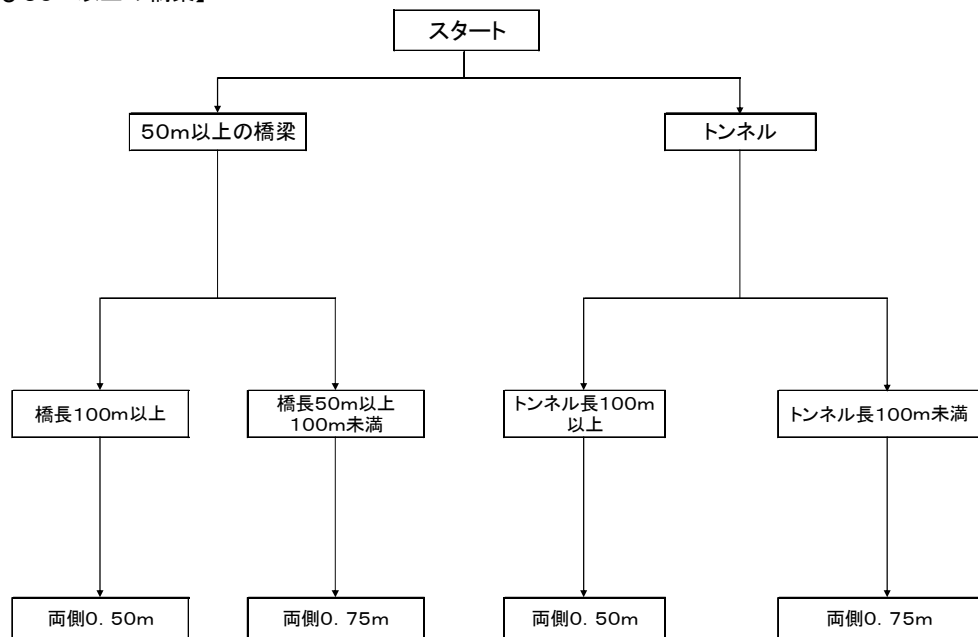 スタート
50m以上の橋梁
トンネル
橋長100m以上
橋長50m以上
100m未満
トンネル長100m
以上
トンネル長100m未満
両側0．50m
両側0．75m
両側0．50m
両側0．75m